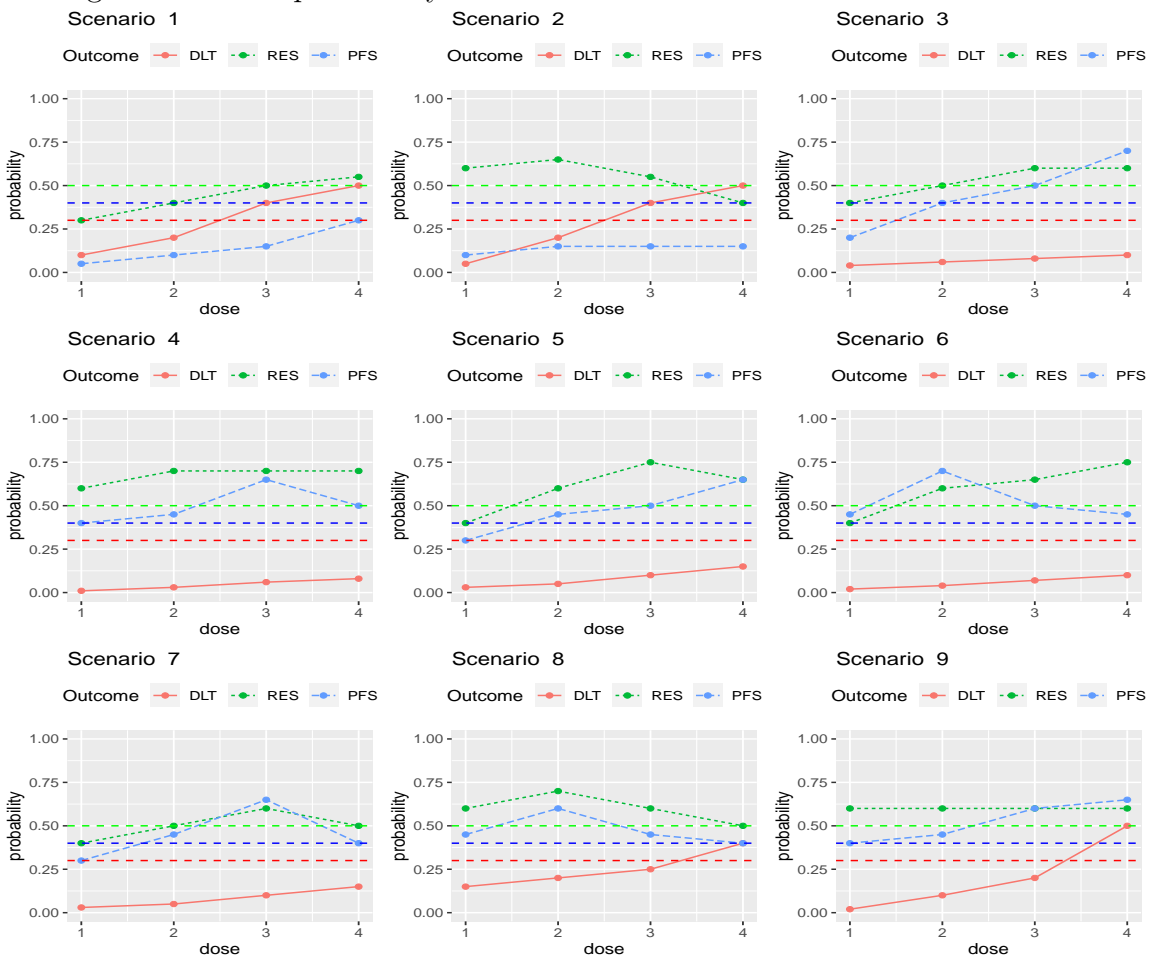 Scenario 1 Scenario 2 Scenario 3
Outcome DLT RES PFS Outcome DLT RES PFS Outcome DLT RES PFS
1.00 1.00 1.00
0.75 0.75 0.75
probability probability probability
0.50 0.50 0.50
0.25 0.25 0.25
0.00 0.00 0.00
1 2 3 4 1 2 3 4 1 2 3 4
dose dose dose
Scenario 4 Scenario 5 Scenario 6
Outcome DLT RES PFS Outcome DLT RES PFS Outcome DLT RES PFS
1.00 1.00 1.00
0.75 0.75 0.75
probability probability probability
0.50 0.50 0.50
0.25 0.25 0.25
0.00 0.00 0.00
1 2 3 4 1 2 3 4 1 2 3 4
dose dose dose
Scenario 7 Scenario 8 Scenario 9
Outcome DLT RES PFS Outcome DLT RES PFS Outcome DLT RES PFS
1.00 1.00 1.00
0.75 0.75 0.75
probability probability probability
0.50 0.50 0.50
0.25 0.25 0.25
0.00 0.00 0.00
1 2 3 4 1 2 3 4 1 2 3 4
dose dose dose